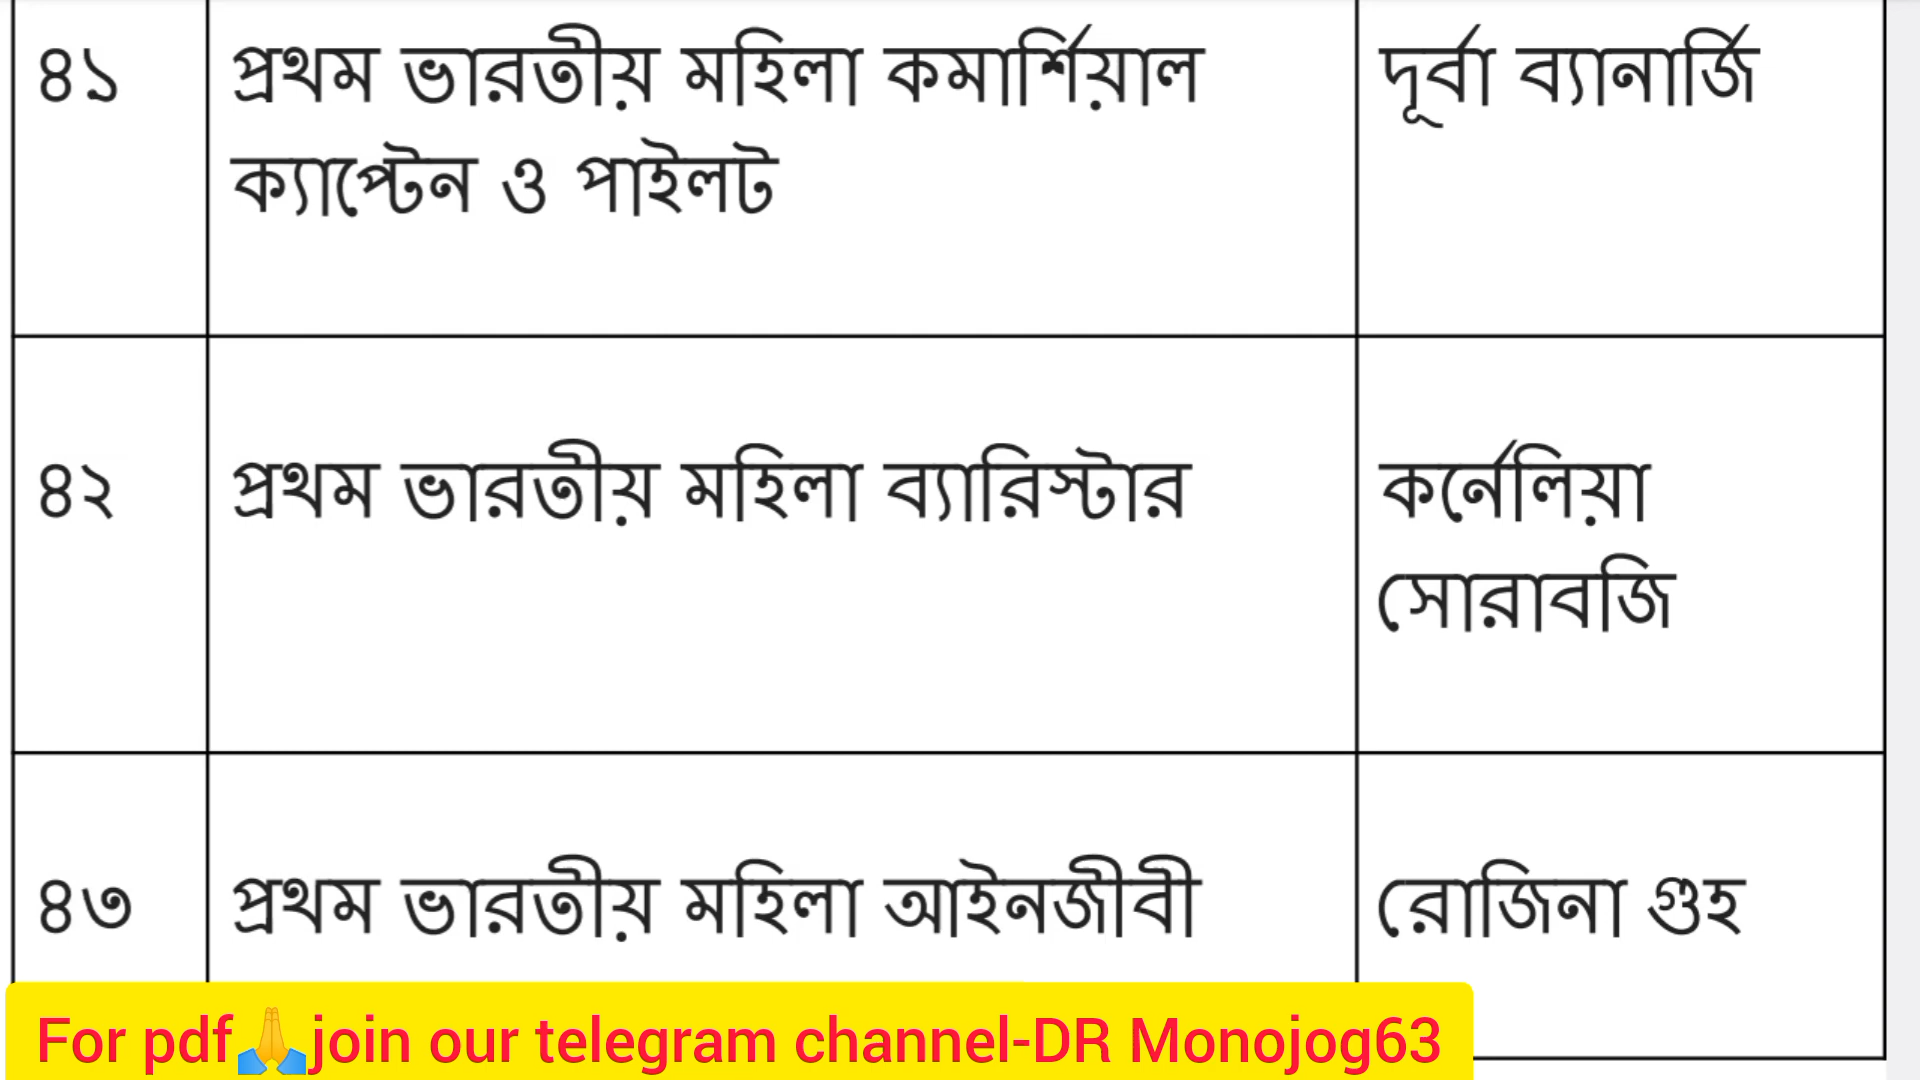 ৪১ প্রথম ভারতীয় মহিলা কমার্শিয়াল দূর্বা ব্যানার্জি
ক্যাপ্টেন ও পাইলট
৪২ প্রথম ভারতীয় মহিলা ব্যারিস্টার কর্নেলিয়া
সোরাবজি
৪৩ প্রথম ভারতীয় মহিলা আইনজীবী রোজিনা গুহ
For pdf🙏join our telegram channel-DR Monojog63